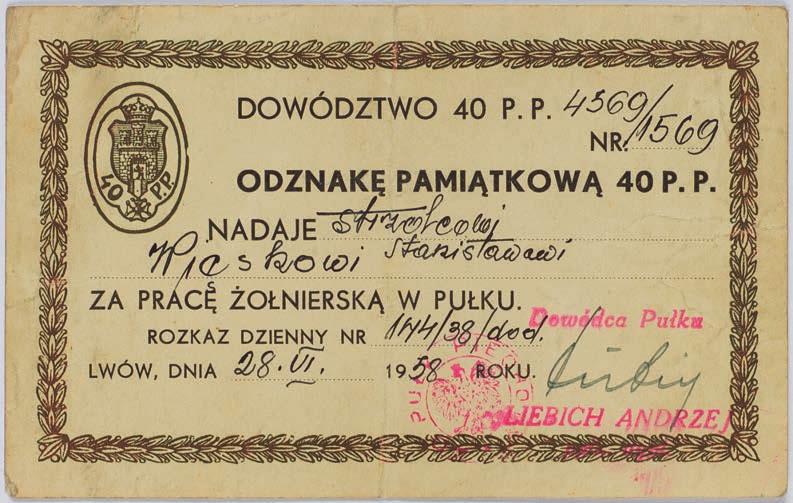 DOWÓDZTWO 40 P.P. 4569/
NR. 1569
40 P.P.
ODZNAKĘ PAMIĄTKOWĄ 40 P.P.
NADAJE strzelcowi
Stanisławowi
ZA PRACĘ ŻOŁNIERSKĄ W PUŁKU.
Dowódca Pułku
ROZKAZ DZIENNY NR 144/38/dod.
LWÓW, DNIA 28.VI. 1938 ROKU.
LIEBICH ANDRZEJ